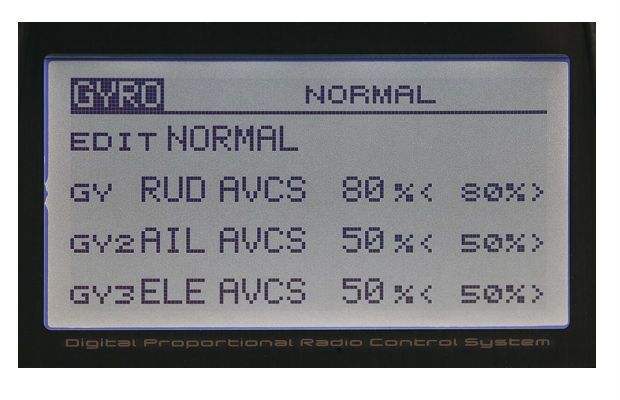 GYRO NORMAL
EDIT NORMAL
GY RUD AVCS 80%< 80%>
GY2 AIL AVCS 50%< 50%>
GY3 ELE AVCS 50%< 50%>
Digital Proportional Radio Control System